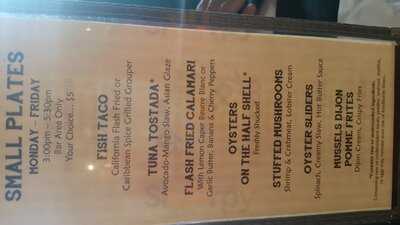 SMALL PLATES
MONDAY - FRIDAY
3:00pm - 5:30pm
Bar Area Only
Your Choice... $5
FISH TACO
California Flash Fried or
Caribbean Spice Grilled Grouper
TUNA TOSTADA*
Avocado-Mango Slaw, Asian Glaze
FLASH FRIED CALAMARI
With Lemon Caper Beurre Blanc or
Garlic Butter, Banana & Cherry Peppers
OYSTERS
ON THE HALF SHELL*
Freshly Shucked
STUFFED MUSHROOMS
Shrimp & Crabmeat, Lobster Cream
OYSTER SLIDERS
Spinach, Creamy Slaw, Hot Butter Sauce
MUSSELS DIJON
POMME FRITES
Dijon Cream, Crispy Fries